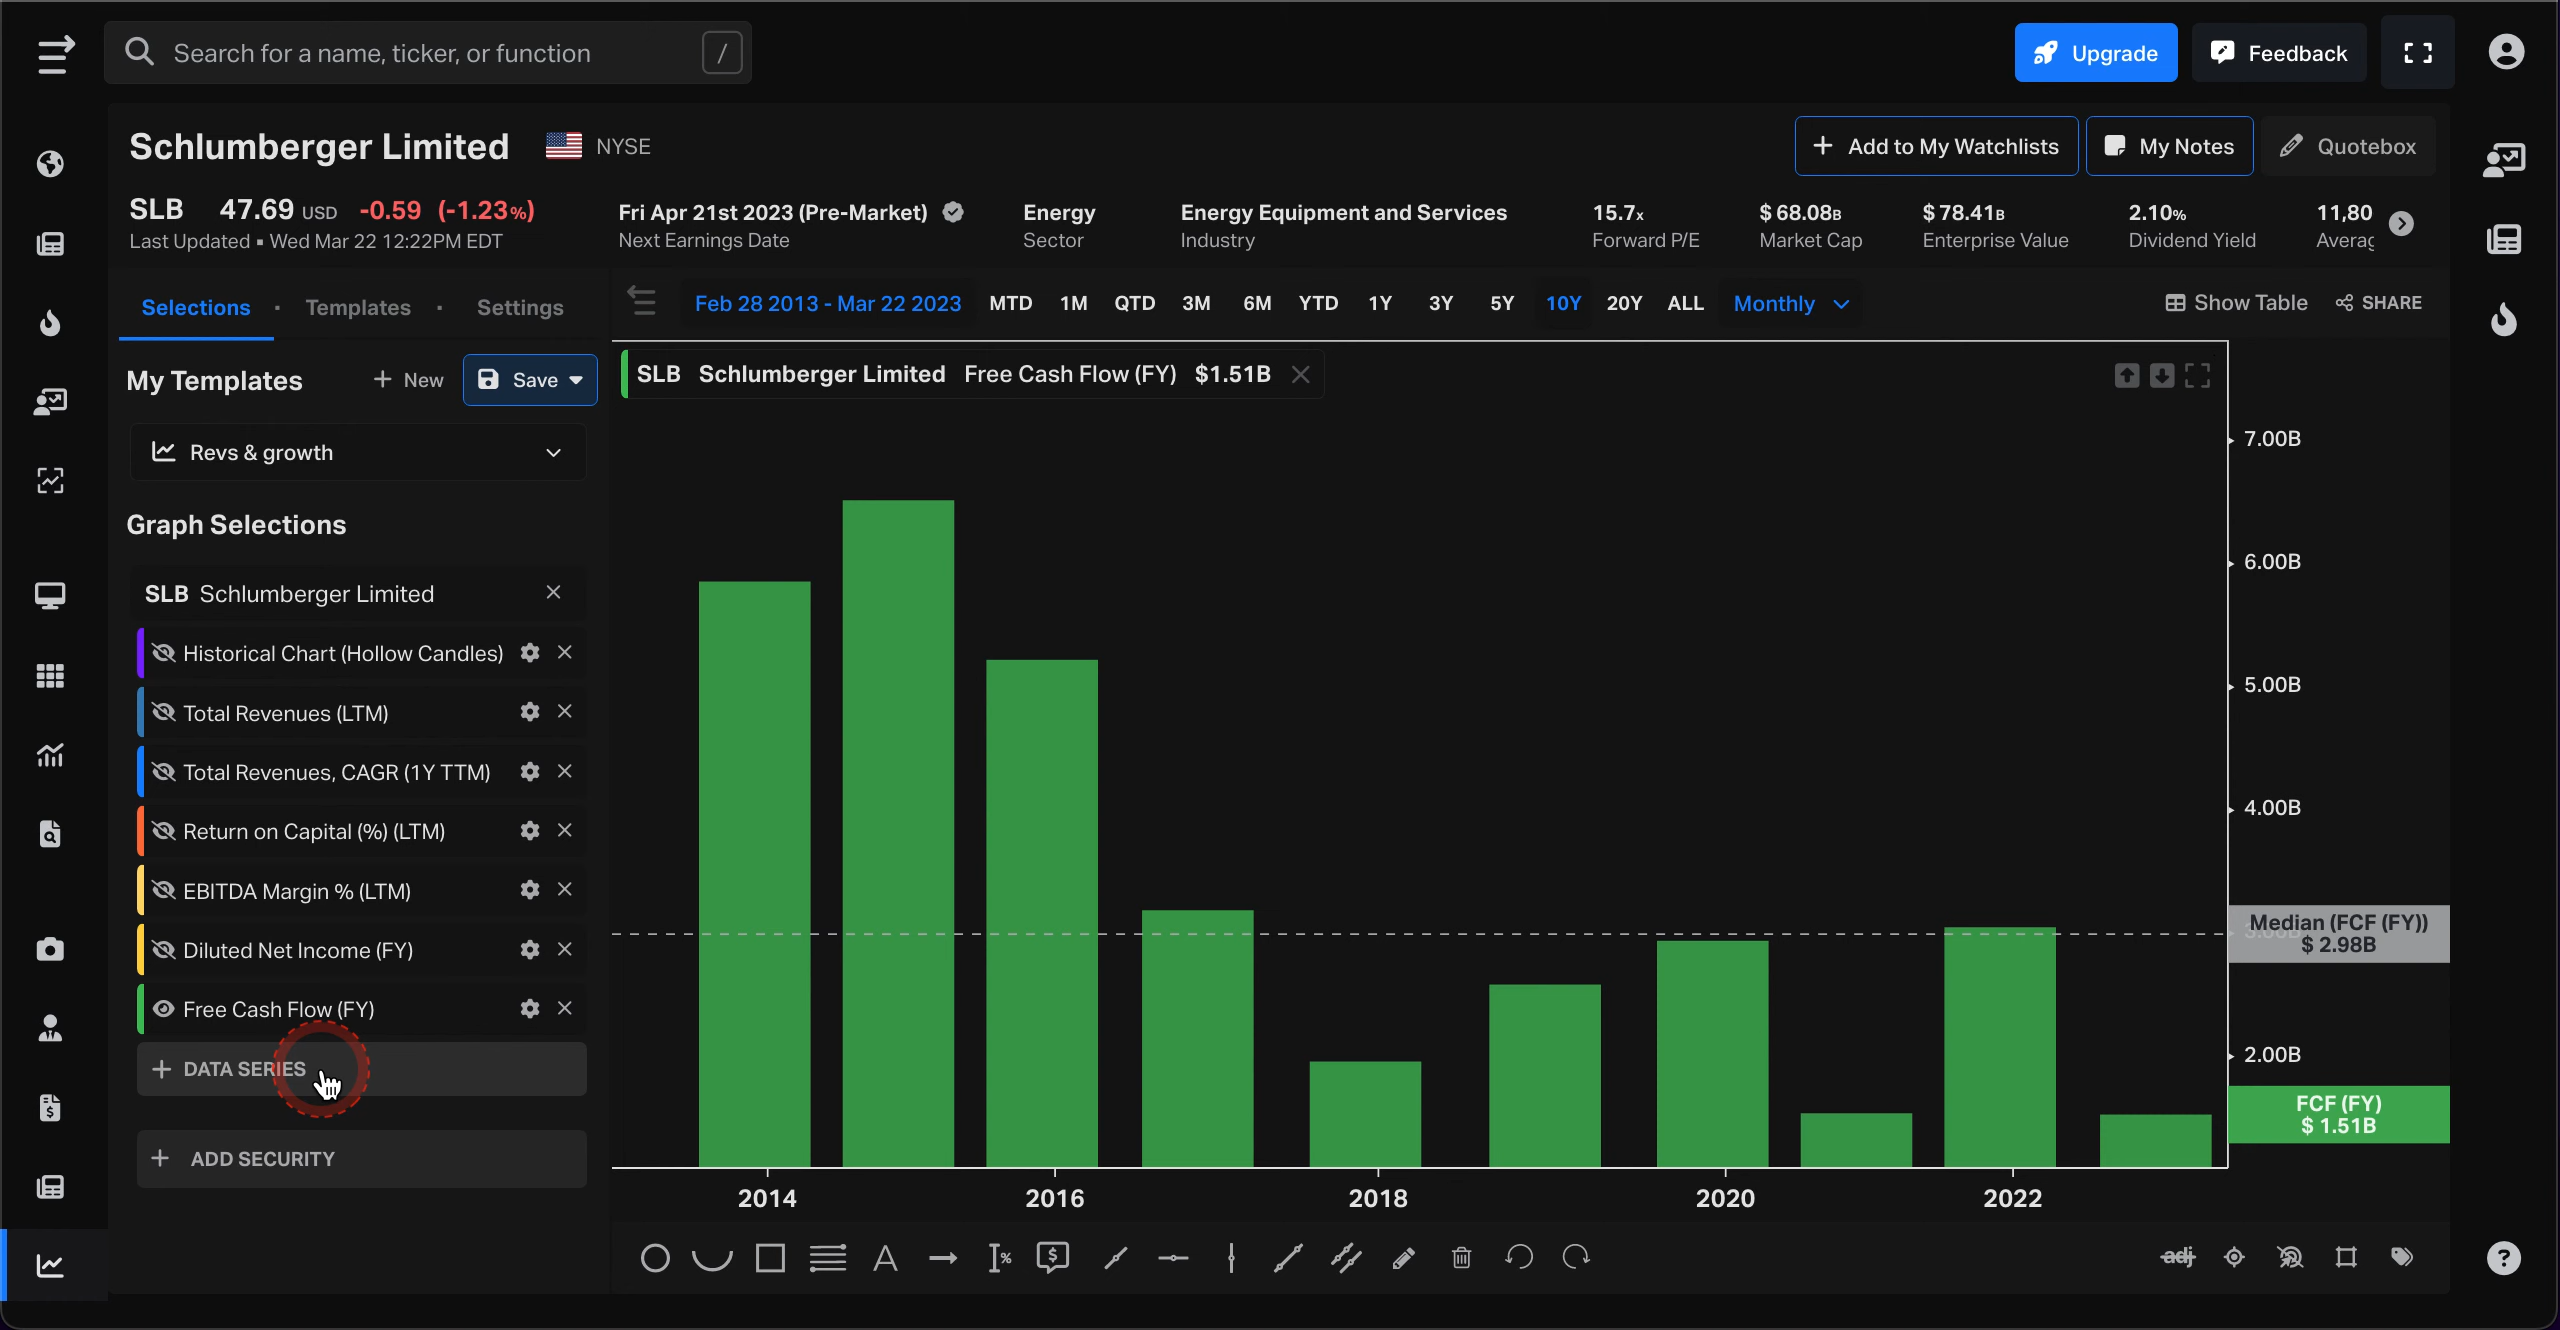 Search for a name, ticker, or function /
Upgrade
Feedback
Schlumberger Limited NYSE
+ Add to My Watchlists
My Notes
Quotebox
SLB 47.69 USD -0.59 (-1.23%)
Last Updated ▪ Wed Mar 22 12:22PM EDT
Fri Apr 21st 2023 (Pre-Market)
Next Earnings Date
Energy
Sector
Energy Equipment and Services
Industry
15.7x
Forward P/E
$68.08B
Market Cap
$78.41B
Enterprise Value
2.10%
Dividend Yield
11,80
Averag
Selections · Templates · Settings
Feb 28 2013 - Mar 22 2023 MTD 1M QTD 3M 6M YTD 1Y 3Y 5Y 10Y 20Y ALL Monthly
Show Table
SHARE
My Templates
+ New
Save
Revs & growth
Graph Selections
SLB Schlumberger Limited
Historical Chart (Hollow Candles)
Total Revenues (LTM)
Total Revenues, CAGR (1Y TTM)
Return on Capital (%) (LTM)
EBITDA Margin % (LTM)
Diluted Net Income (FY)
Free Cash Flow (FY)
+ DATA SERIES
+ ADD SECURITY
SLB Schlumberger Limited Free Cash Flow (FY) $1.51B
7.00B
6.00B
5.00B
4.00B
3.00B
Median (FCF (FY))
$ 2.98B
2.00B
FCF (FY)
$ 1.51B
2014 2016 2018 2020 2022
A
%
$
adj
?